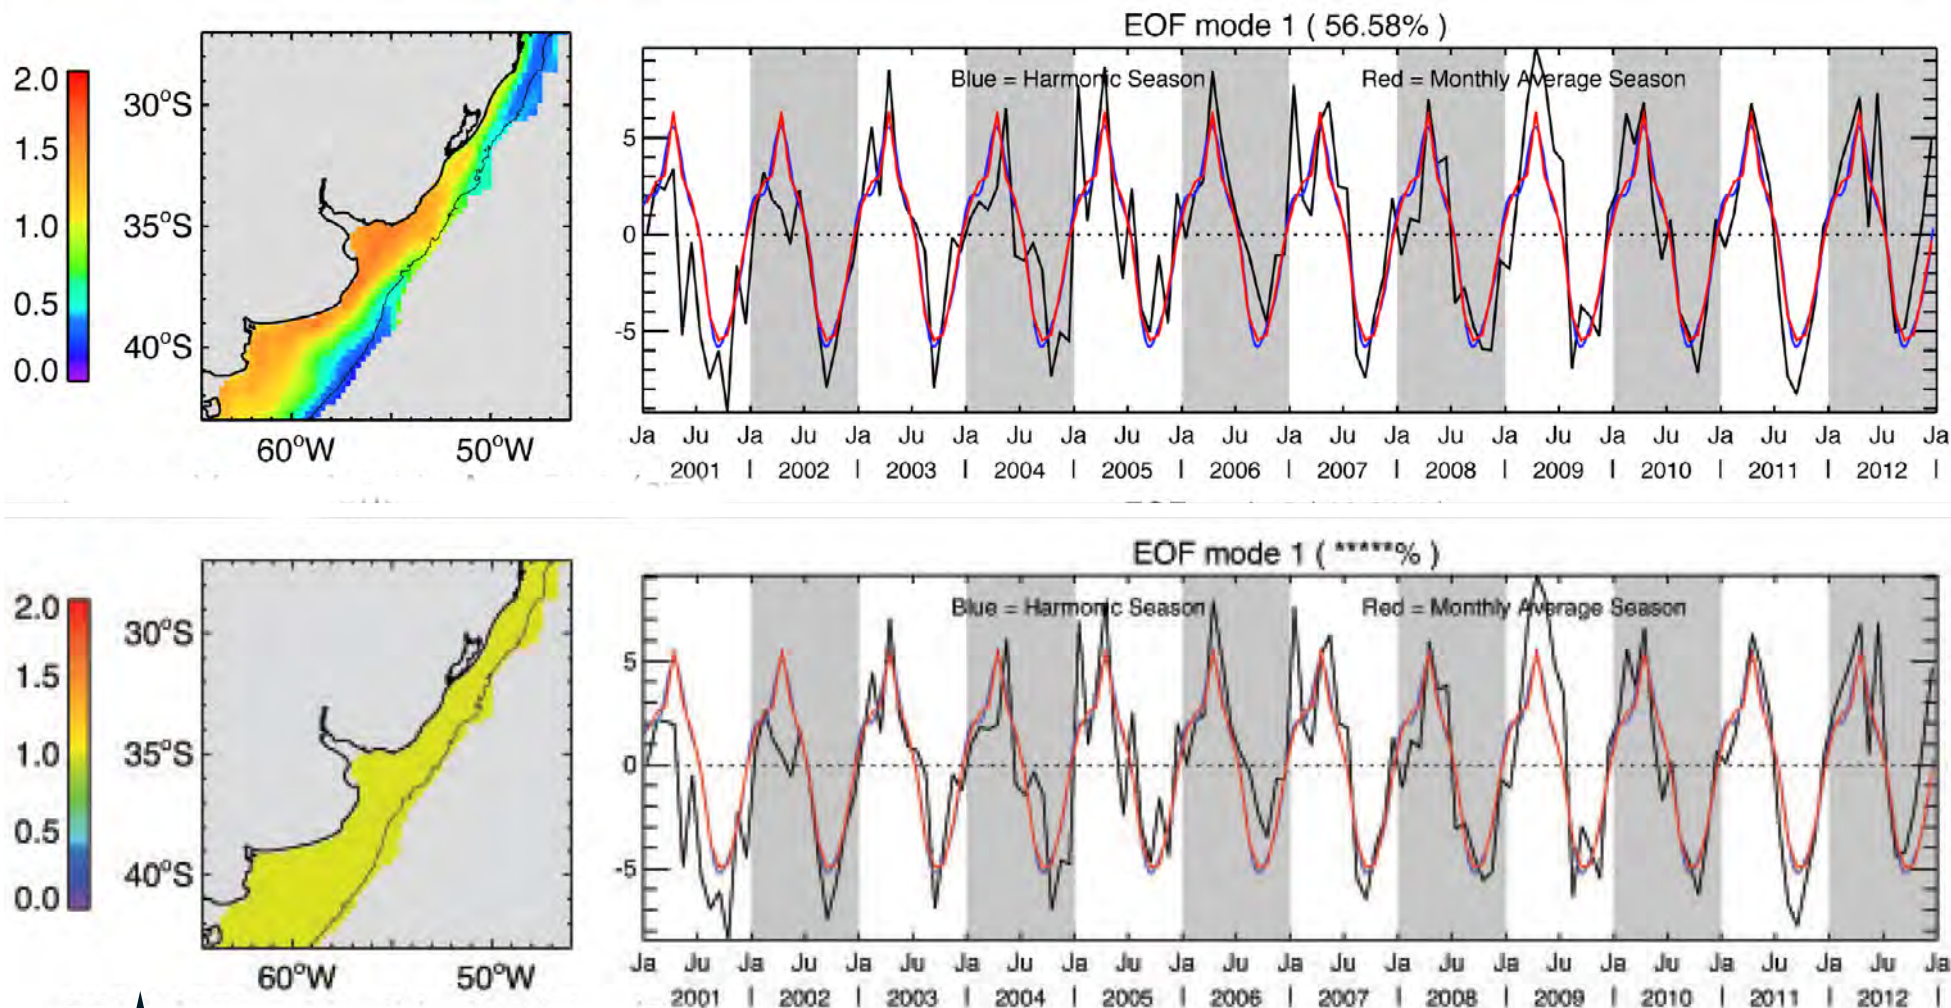 EOF mode 1 ( 56.58% )
Blue = Harmonic Season Red = Monthly Average Season
2.0
1.5
1.0
0.5
0.0
30°S
35°S
40°S
60°W 50°W
5
0
-5
Ja Ju Ja Ju Ja Ju Ja Ju Ja Ju Ja Ju Ja Ju Ja Ju Ja Ju Ja Ju Ja Ju Ja Ju Ja
2001 | 2002 | 2003 | 2004 | 2005 | 2006 | 2007 | 2008 | 2009 | 2010 | 2011 | 2012 |
EOF mode 1 ( *****% )
Blue = Harmonic Season Red = Monthly Average Season
2.0
1.5
1.0
0.5
0.0
30°S
35°S
40°S
60°W 50°W
5
0
-5
Ja Ju Ja Ju Ja Ju Ja Ju Ja Ju Ja Ju Ja Ju Ja Ju Ja Ju Ja Ju Ja Ju Ja Ju Ja
2001 | 2002 | 2003 | 2004 | 2005 | 2006 | 2007 | 2008 | 2009 | 2010 | 2011 | 2012 |